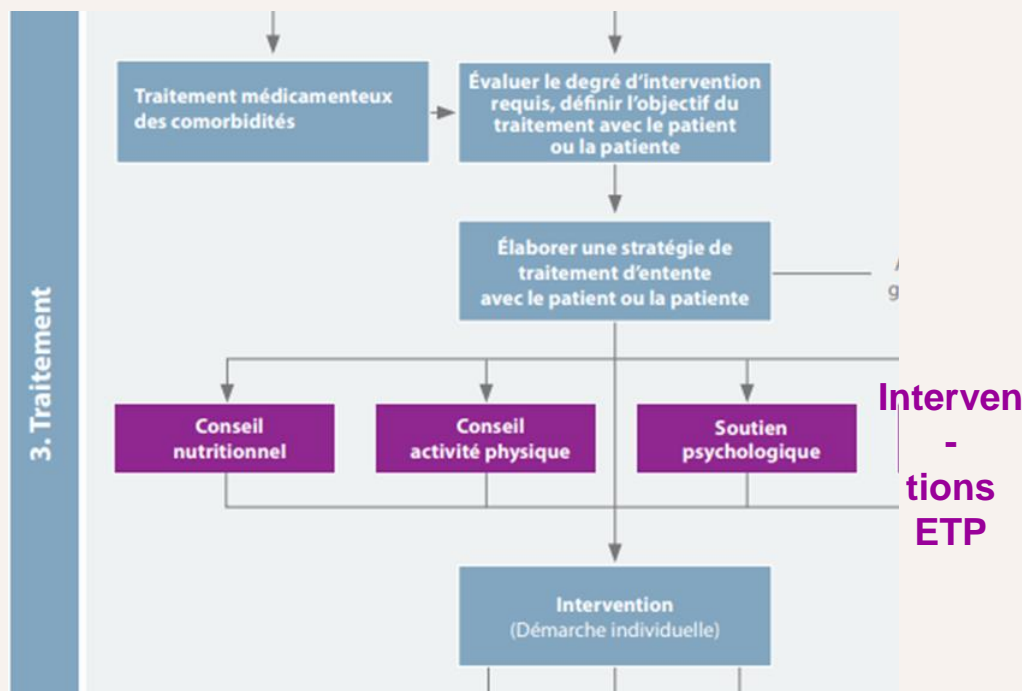 3. Traitement
Traitement médicamenteux
des comorbidités
Évaluer le degré d’intervention
requis, définir l’objectif du
traitement avec le patient
ou la patiente
Élaborer une stratégie de
traitement d’entente
avec le patient ou la patiente
Conseil
nutritionnel
Conseil
activité physique
Soutien
psychologique
Interven
-
tions
ETP
Intervention
(Démarche individuelle)